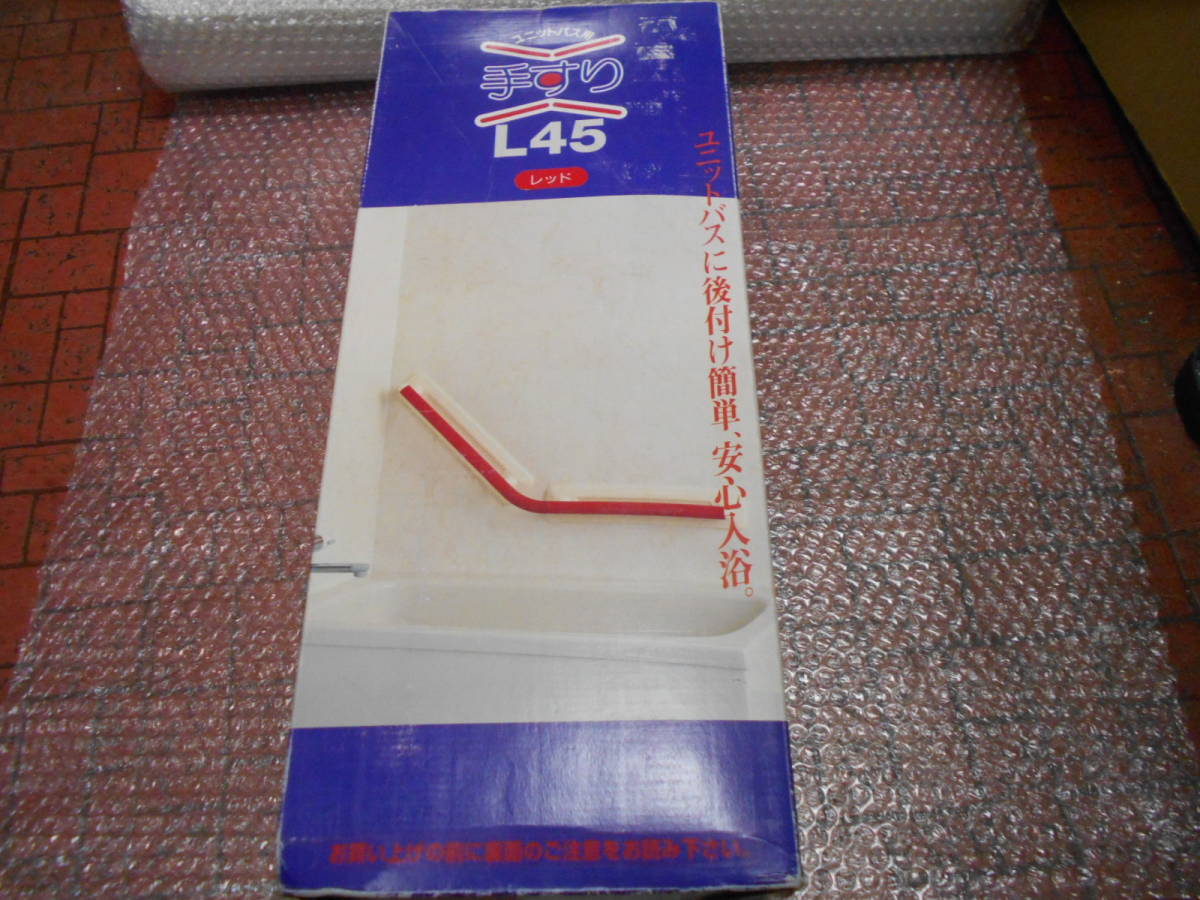 ユニットバス用
手すり
L45
レッド
ユニットバスに後付け簡単、安心入浴。
お買い上げの前に裏面のご注意をお読み下さい。